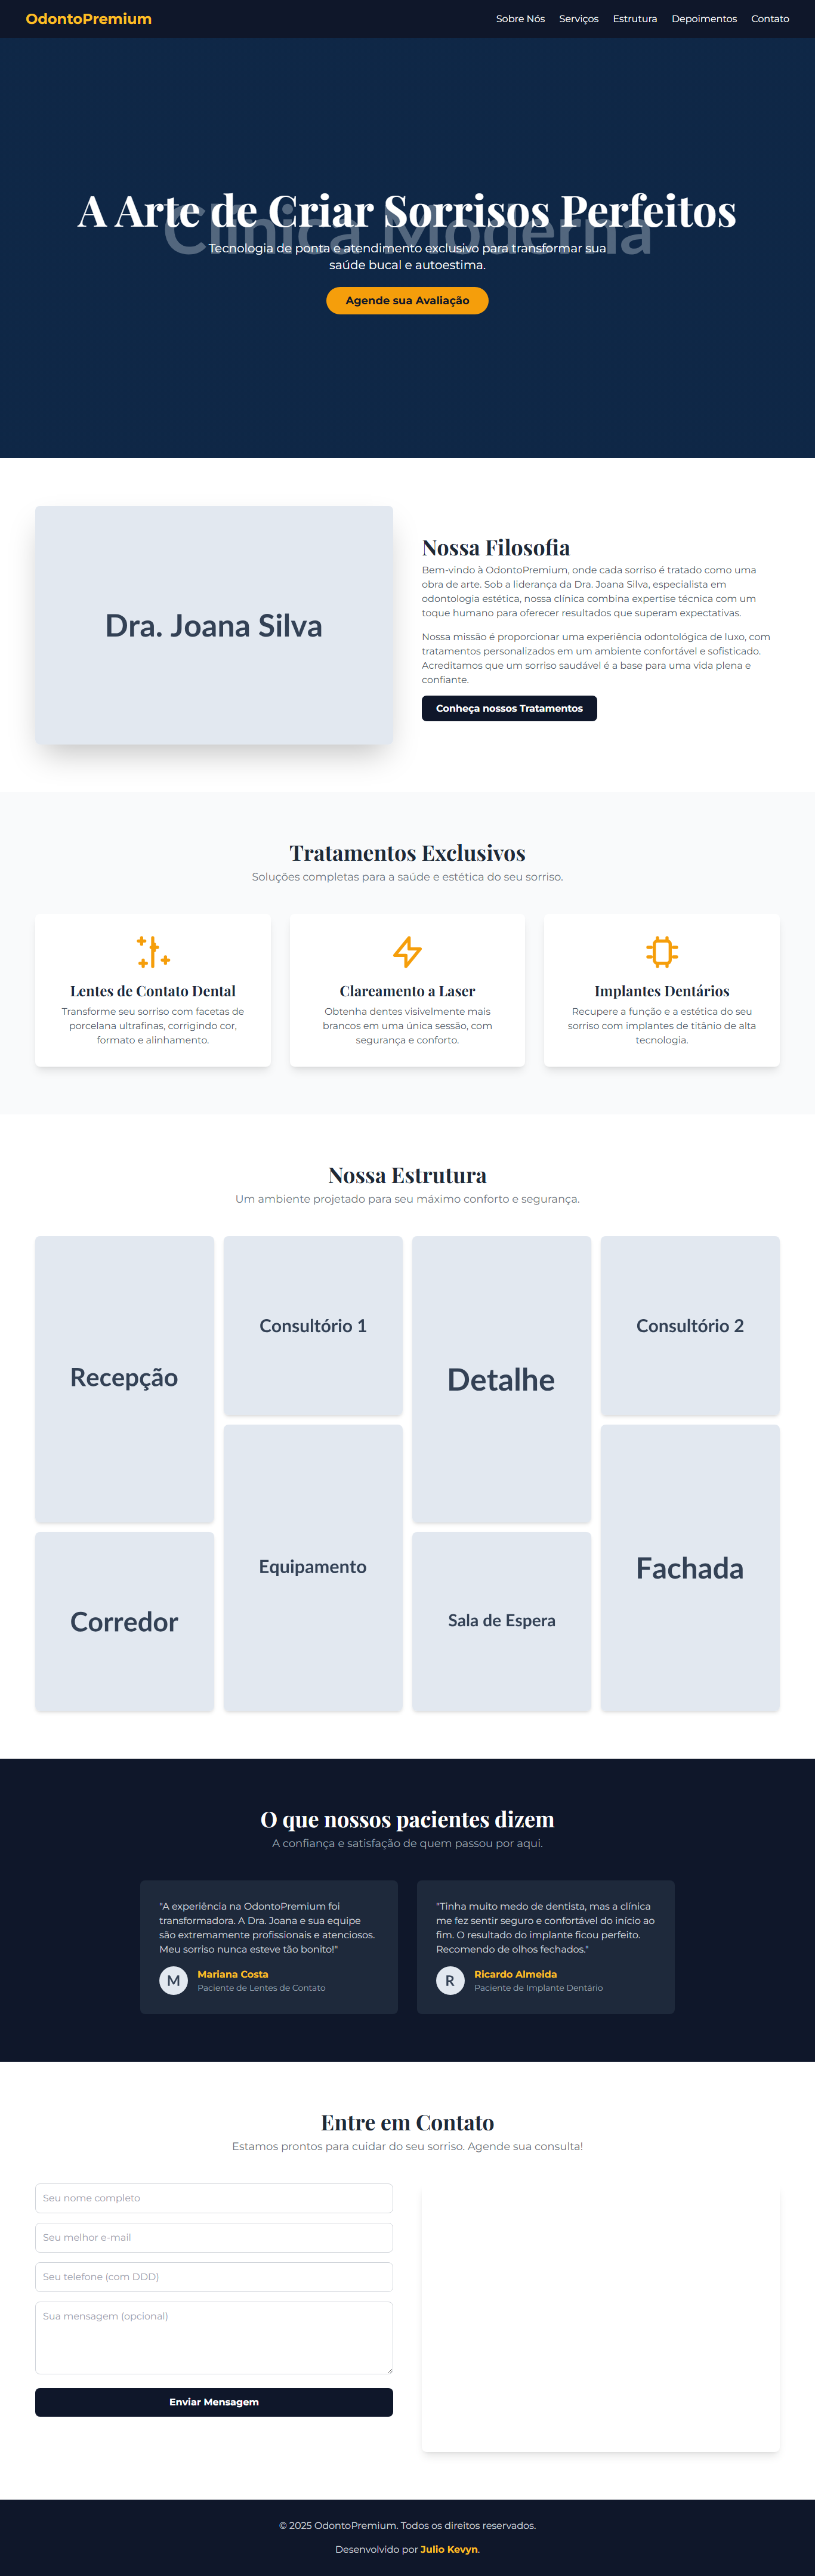 OdontoPremium
Sobre Nós
Serviços
Estrutura
Depoimentos
Contato
A Arte de Criar Sorrisos Perfeitos
Clínica Moderna
Tecnologia de ponta e atendimento exclusivo para transformar sua
saúde bucal e autoestima.
Agende sua Avaliação
Dra. Joana Silva
Nossa Filosofia
Bem-vindo à OdontoPremium, onde cada sorriso é tratado como uma
obra de arte. Sob a liderança da Dra. Joana Silva, especialista em
odontologia estética, nossa clínica combina expertise técnica com um
toque humano para oferecer resultados que superam expectativas.
Nossa missão é proporcionar uma experiência odontológica de luxo, com
tratamentos personalizados em um ambiente confortável e sofisticado.
Acreditamos que um sorriso saudável é a base para uma vida plena e
confiante.
Conheça nossos Tratamentos
Tratamentos Exclusivos
Soluções completas para a saúde e estética do seu sorriso.
Lentes de Contato Dental
Transforme seu sorriso com facetas de
porcelana ultrafinas, corrigindo cor,
formato e alinhamento.
Clareamento a Laser
Obtenha dentes visivelmente mais
brancos em uma única sessão, com
segurança e conforto.
Implantes Dentários
Recupere a função e a estética do seu
sorriso com implantes de titânio de alta
tecnologia.
Nossa Estrutura
Um ambiente projetado para seu máximo conforto e segurança.
Recepção
Consultório 1
Detalhe
Consultório 2
Corredor
Equipamento
Sala de Espera
Fachada
O que nossos pacientes dizem
A confiança e satisfação de quem passou por aqui.
"A experiência na OdontoPremium foi
transformadora. A Dra. Joana e sua equipe
são extremamente profissionais e atenciosos.
Meu sorriso nunca esteve tão bonito!"
M
Mariana Costa
Paciente de Lentes de Contato
"Tinha muito medo de dentista, mas a clínica
me fez sentir seguro e confortável do início ao
fim. O resultado do implante ficou perfeito.
Recomendo de olhos fechados."
R
Ricardo Almeida
Paciente de Implante Dentário
Entre em Contato
Estamos prontos para cuidar do seu sorriso. Agende sua consulta!
Seu nome completo
Seu melhor e-mail
Seu telefone (com DDD)
Sua mensagem (opcional)
Enviar Mensagem
© 2025 OdontoPremium. Todos os direitos reservados.
Desenvolvido por Julio Kevyn.